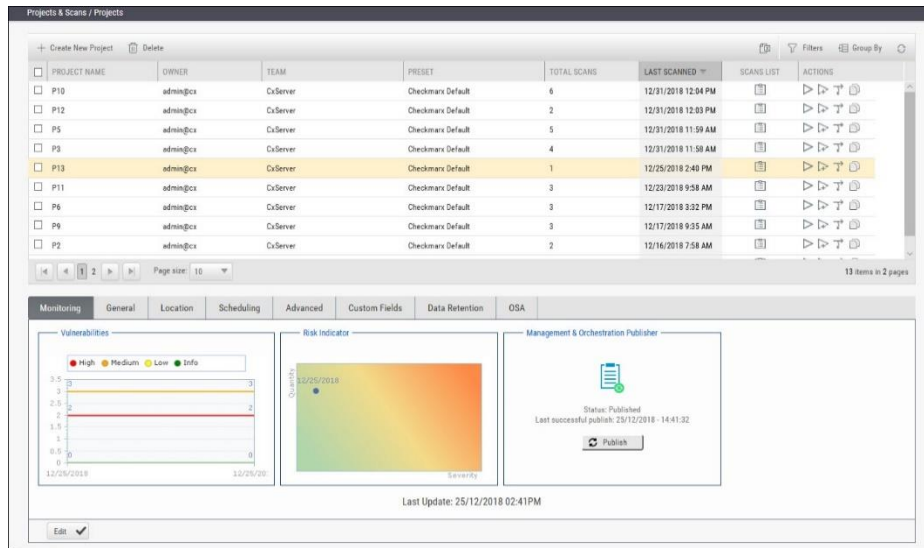 Projects & Scans / Projects
Create New Project Delete Filters Group By
PROJECT NAME OWNER TEAM PRESET TOTAL SCANS LAST SCANNED SCANS LIST ACTIONS
P10 admin@cx CxServer Checkmarx Default 6 12/31/2018 12:04 PM
P12 admin@cx CxServer Checkmarx Default 2 12/31/2018 12:03 PM
P5 admin@cx CxServer Checkmarx Default 5 12/31/2018 11:59 AM
P3 admin@cx CxServer Checkmarx Default 4 12/31/2018 11:58 AM
P13 admin@cx CxServer Checkmarx Default 1 12/25/2018 2:40 PM
P11 admin@cx CxServer Checkmarx Default 3 12/23/2018 9:58 AM
P6 admin@cx CxServer Checkmarx Default 3 12/17/2018 3:32 PM
P9 admin@cx CxServer Checkmarx Default 3 12/17/2018 9:35 AM
P2 admin@cx CxServer Checkmarx Default 2 12/16/2018 7:58 AM
1 2 Page size: 10 13 items in 2 pages
Monitoring General Location Scheduling Advanced Custom Fields Data Retention OSA
Vulnerabilities Risk Indicator Management & Orchestration Publisher
High Medium Low Info
3.5
3 3 3
2.5
2 2 2
1.5
1
0.5
0 0 0
12/25/2018 12/25/20
Quantity
12/25/2018
Severity
Status: Published
Last successful publish: 25/12/2018 - 14:41:32
Publish
Last Update: 25/12/2018 02:41PM
Edit